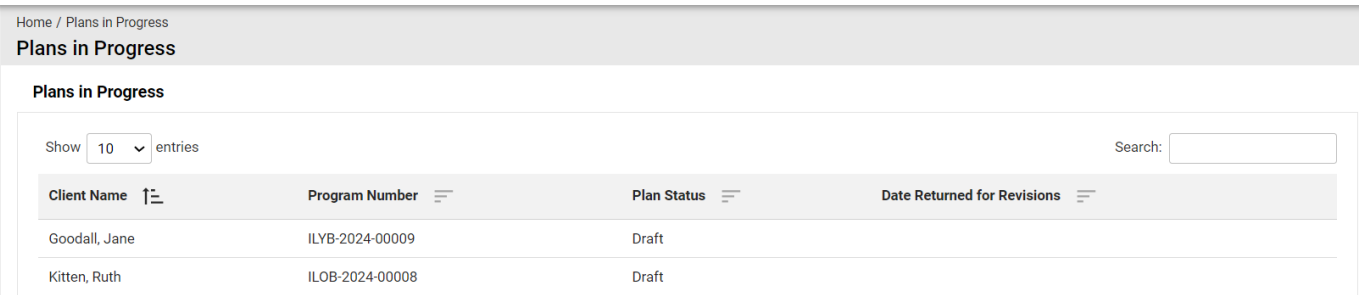 Home / Plans in Progress
Plans in Progress
Plans in Progress
Show 10 entries Search:
Client Name Program Number Plan Status Date Returned for Revisions
Goodall, Jane ILYB-2024-00009 Draft
Kitten, Ruth ILOB-2024-00008 Draft